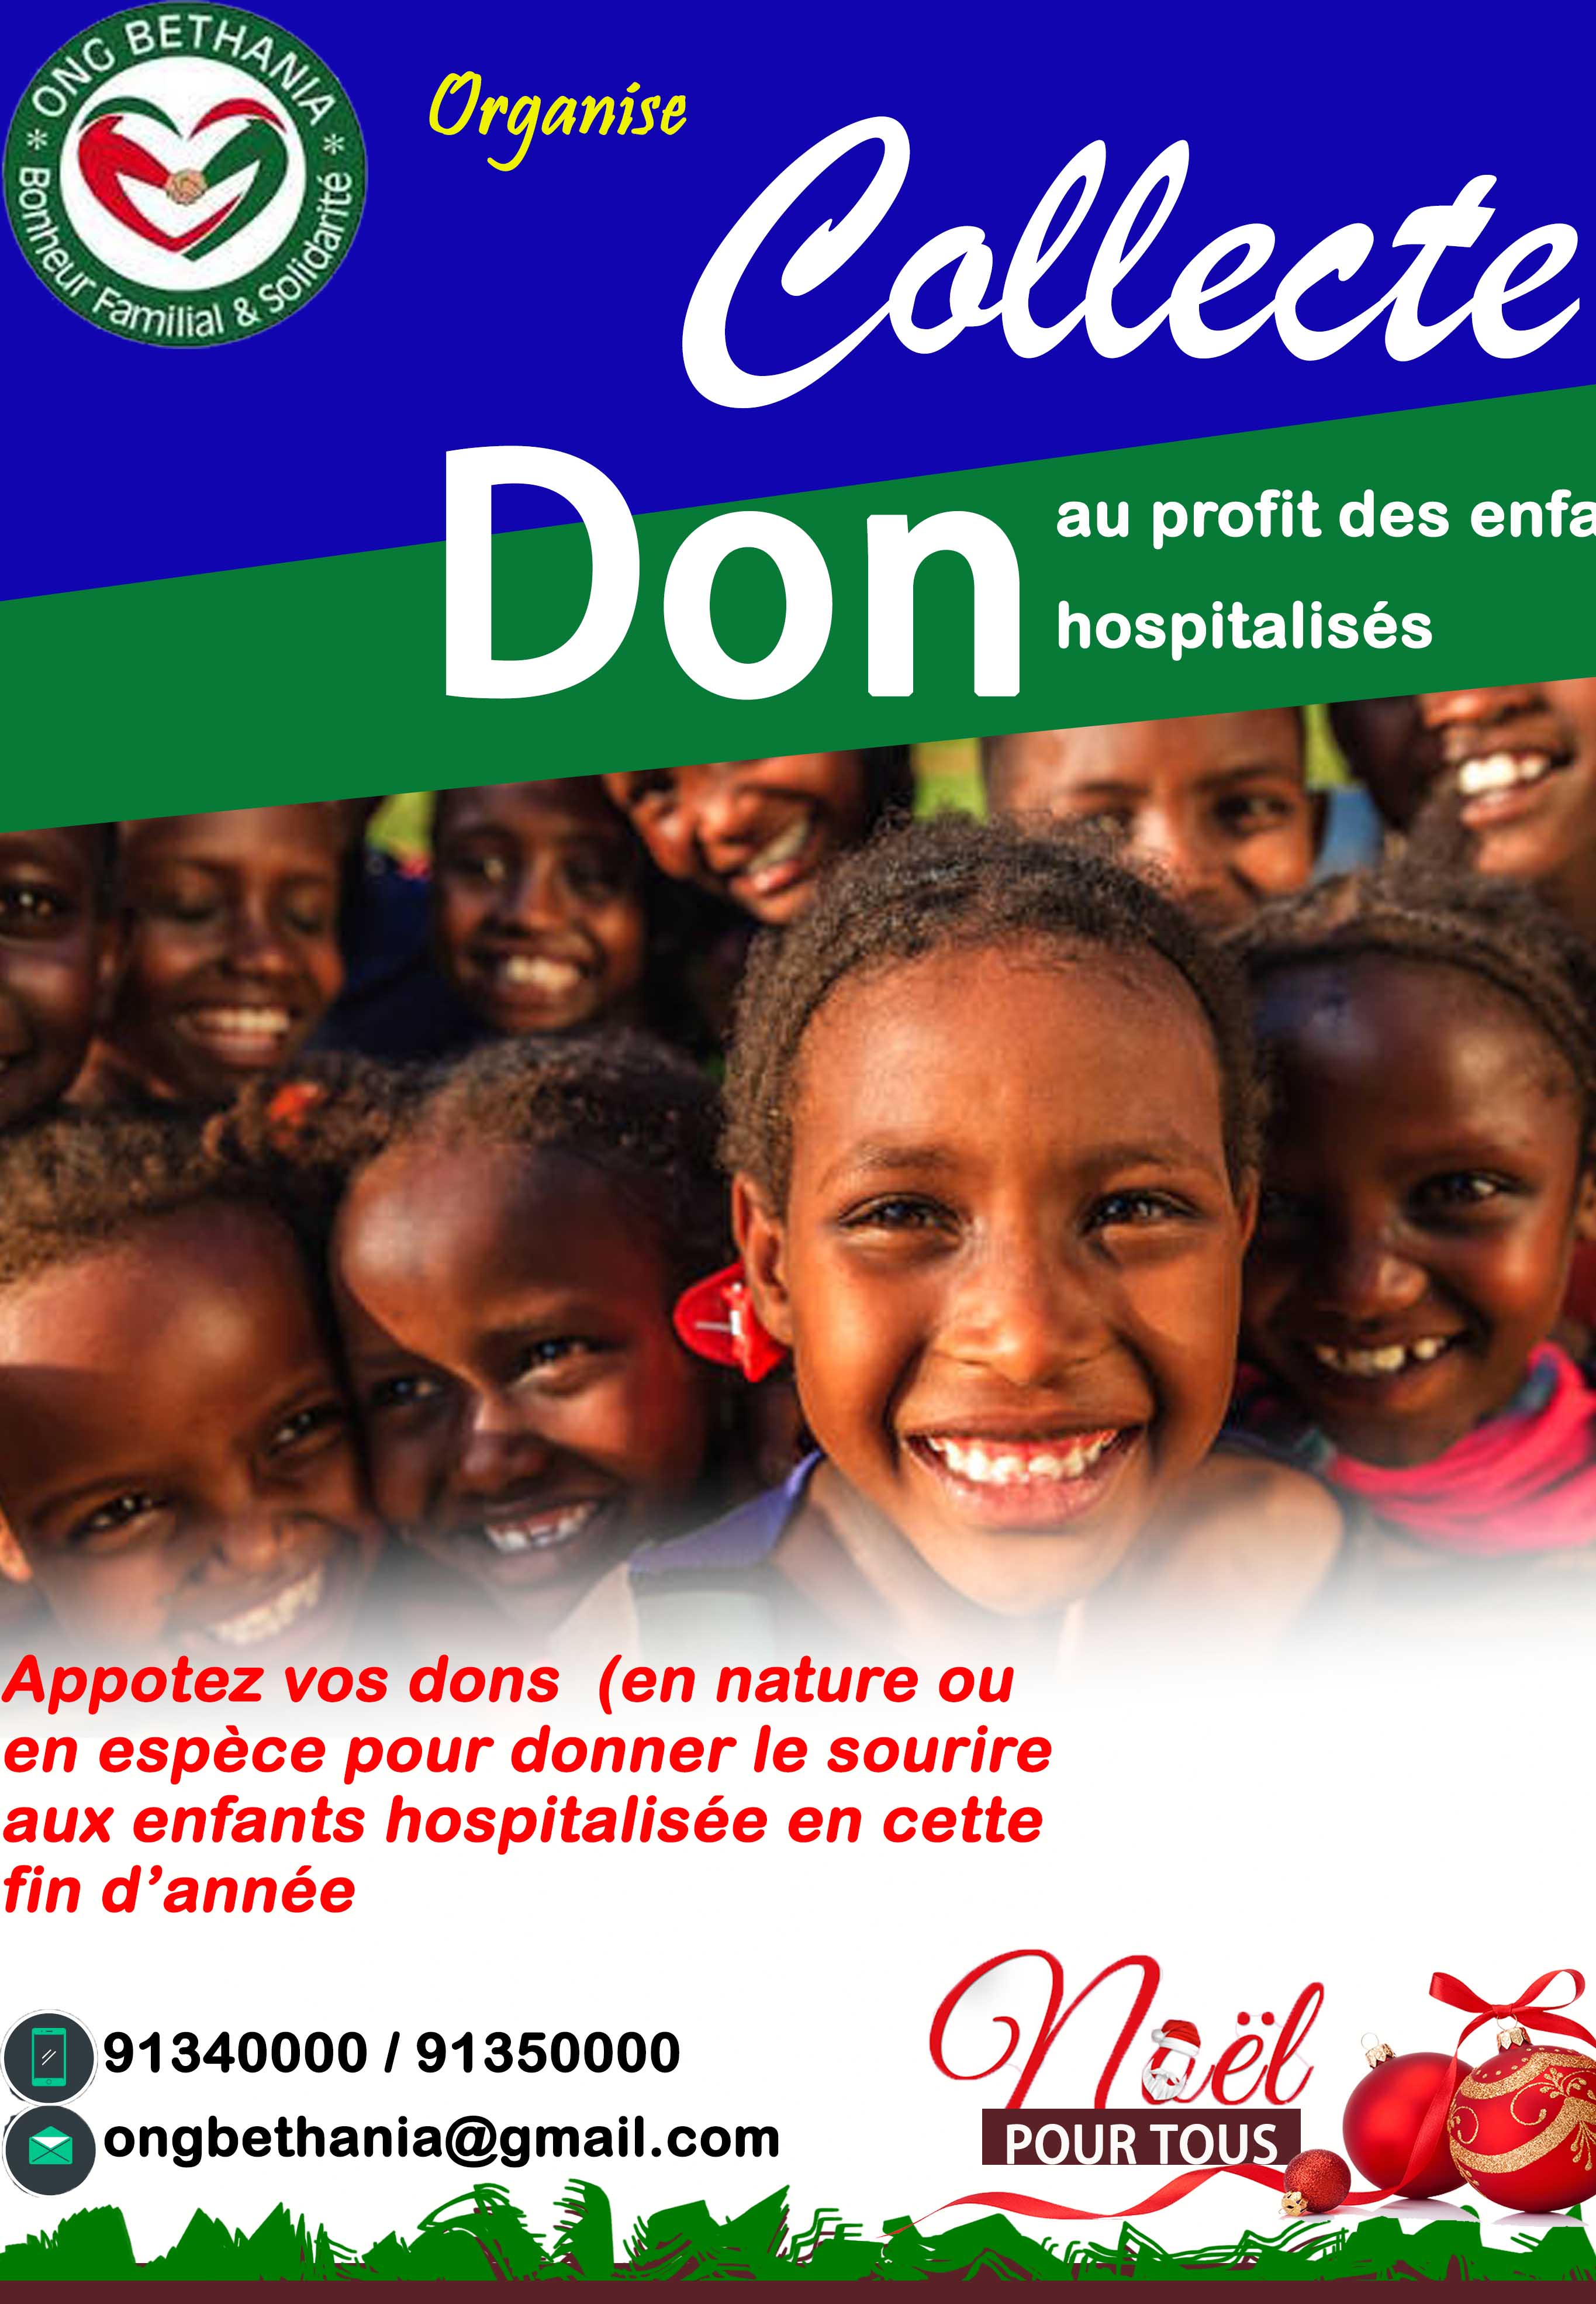 ONG BETHANIA
* Bonheur Familial & Solidarité *
Organise
Collecte
Don
au profit des enfa
hospitalisés
Appotez vos dons (en nature ou
en espèce pour donner le sourire
aux enfants hospitalisée en cette
fin d’année
91340000 / 91350000
ongbethania@gmail.com
Noël
POUR TOUS